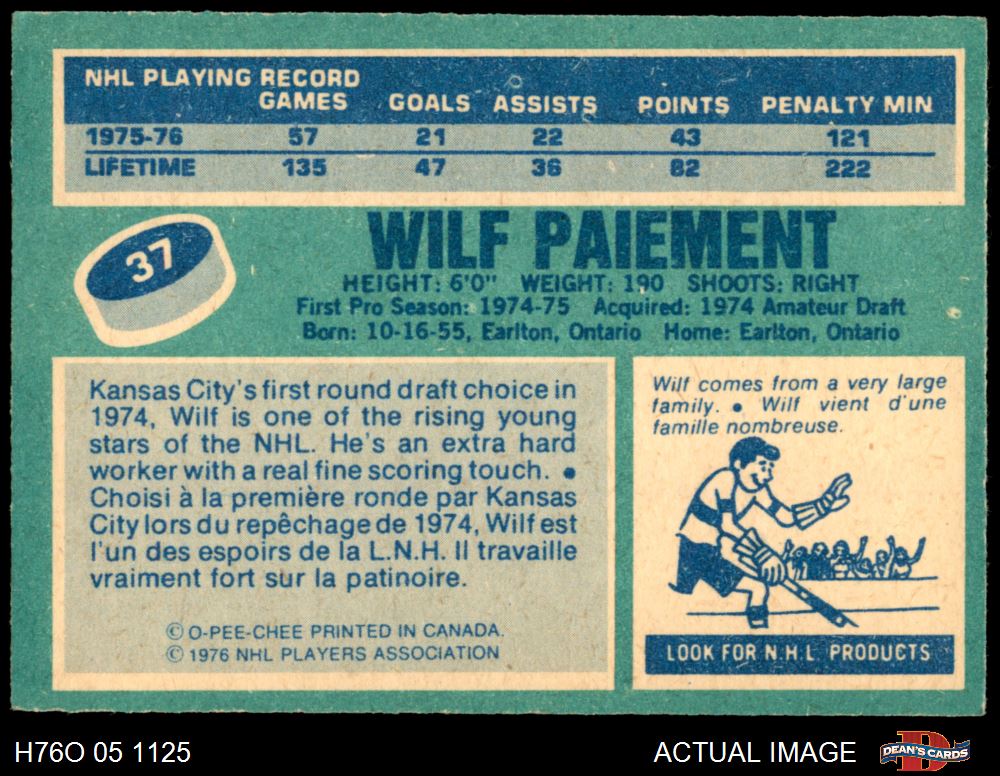 NHL PLAYING RECORD
GAMES GOALS ASSISTS POINTS PENALTY MIN
1975-76 57 21 22 43 121
LIFETIME 135 47 36 82 222
37
WILF PAIEMENT
HEIGHT: 6'0" WEIGHT: 190 SHOOTS: RIGHT
First Pro Season: 1974-75 Acquired: 1974 Amateur Draft
Born: 10-16-55, Earlton, Ontario Home: Earlton, Ontario
Kansas City's first round draft choice in
1974, Wilf is one of the rising young
stars of the NHL. He's an extra hard
worker with a real fine scoring touch. •
Choisi à la première ronde par Kansas
City lors du repêchage de 1974, Wilf est
l'un des espoirs de la L.N.H. Il travaille
vraiment fort sur la patinoire.
© O-PEE-CHEE PRINTED IN CANADA.
© 1976 NHL PLAYERS ASSOCIATION
Wilf comes from a very large
family. • Wilf vient d'une
famille nombreuse.
LOOK FOR N.H.L. PRODUCTS
H76O 05 1125
ACTUAL IMAGE
DEAN'S CARDS